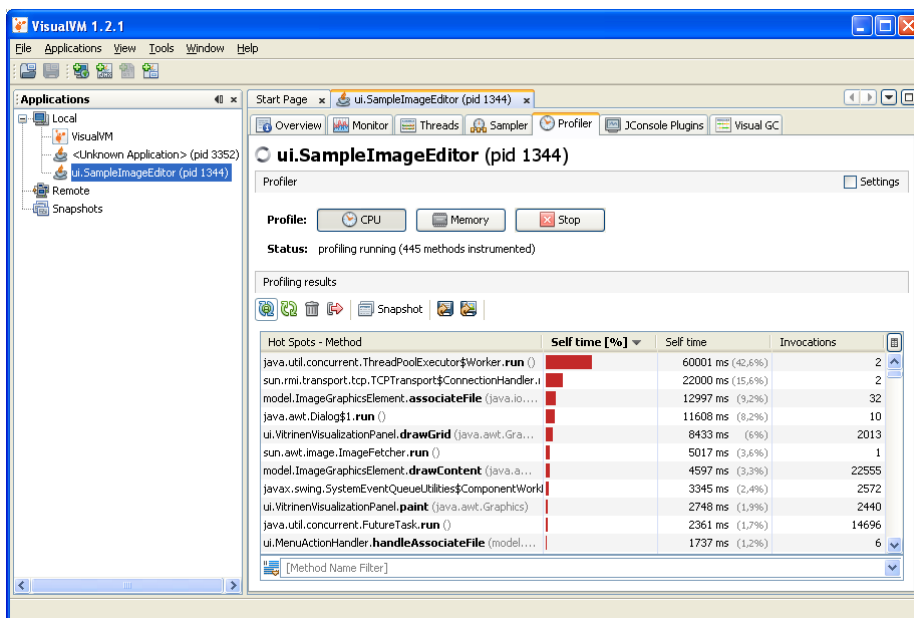 VisualVM 1.2.1
File Applications View Tools Window Help
Applications
Local
VisualVM
<Unknown Application> (pid 3352)
ui.SampleImageEditor (pid 1344)
Remote
Snapshots
Start Page x ui.SampleImageEditor (pid 1344) x
Overview Monitor Threads Sampler Profiler JConsole Plugins Visual GC
ui.SampleImageEditor (pid 1344)
Profiler Settings
Profile: CPU Memory Stop
Status: profiling running (445 methods instrumented)
Profiling results
Snapshot
Hot Spots - Method Self time [%] Self time Invocations
java.util.concurrent.ThreadPoolExecutor$Worker.run () 60001 ms (42,6%) 2
sun.rmi.transport.tcp.TCPTransport$ConnectionHandler. 22000 ms (15,6%) 2
model.ImageGraphicsElement.associateFile (java.io.... 12997 ms (9,2%) 32
java.awt.Dialog$1.run () 11608 ms (8,2%) 10
ui.VitrinenVisualizationPanel.drawGrid (java.awt.Gra... 8433 ms (6%) 2013
sun.awt.image.ImageFetcher.run () 5017 ms (3,6%) 1
model.ImageGraphicsElement.drawContent (java.a... 4597 ms (3,3%) 22555
javax.swing.SystemEventQueueUtilities$ComponentWork 3345 ms (2,4%) 2572
ui.VitrinenVisualizationPanel.paint (java.awt.Graphics) 2748 ms (1,9%) 2440
java.util.concurrent.FutureTask.run () 2361 ms (1,7%) 14696
ui.MenuActionHandler.handleAssociateFile (model.... 1737 ms (1,2%) 6
[Method Name Filter]